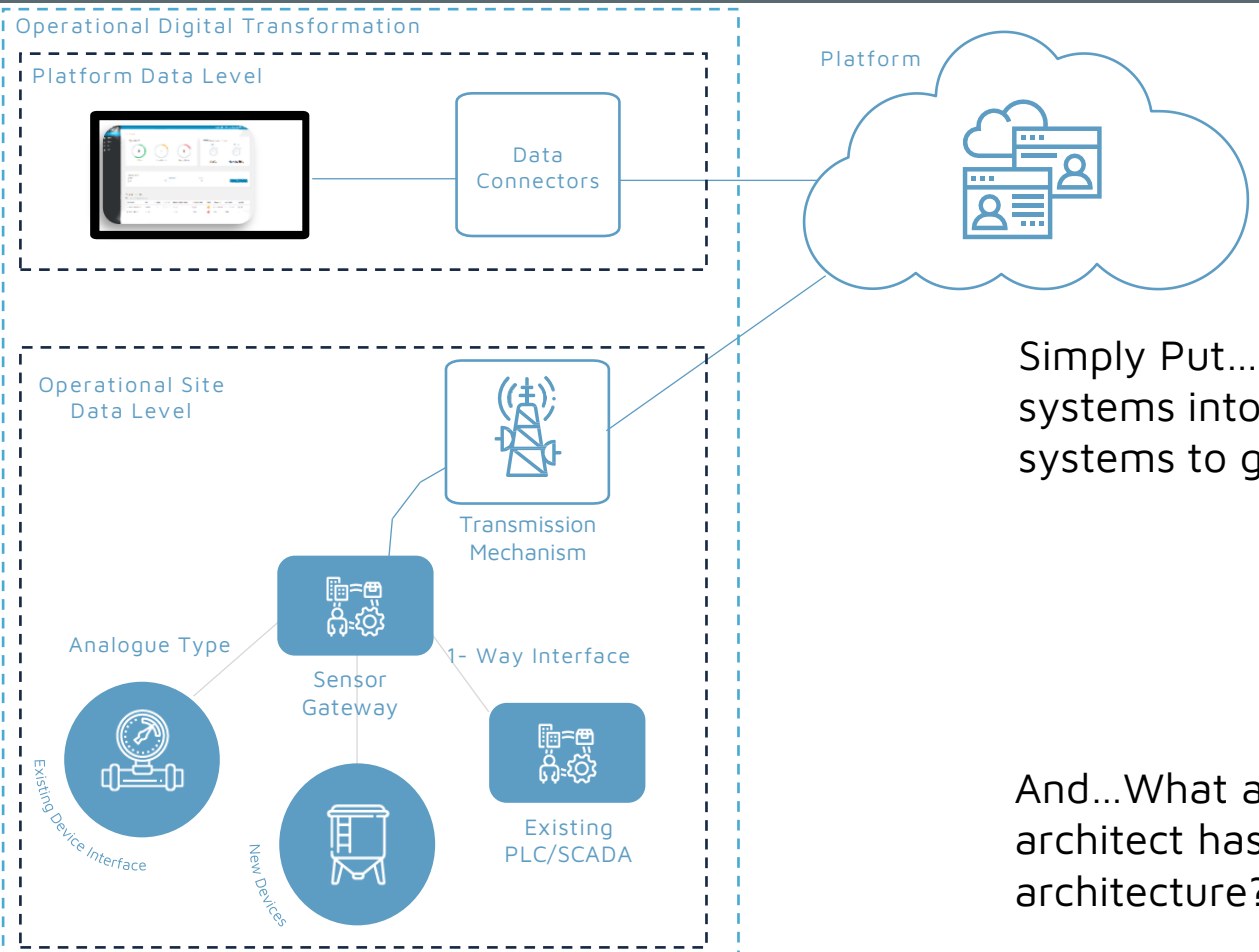 Operational Digital Transformation
Platform Data Level
Data
Connectors
Platform
Operational Site
Data Level
Transmission
Mechanism
Analogue Type
Sensor
Gateway
1- Way Interface
Existing Device Interface
New Devices
Existing
PLC/SCADA
Simply Put...
systems into
systems to g
And...What a
architect has
architecture?